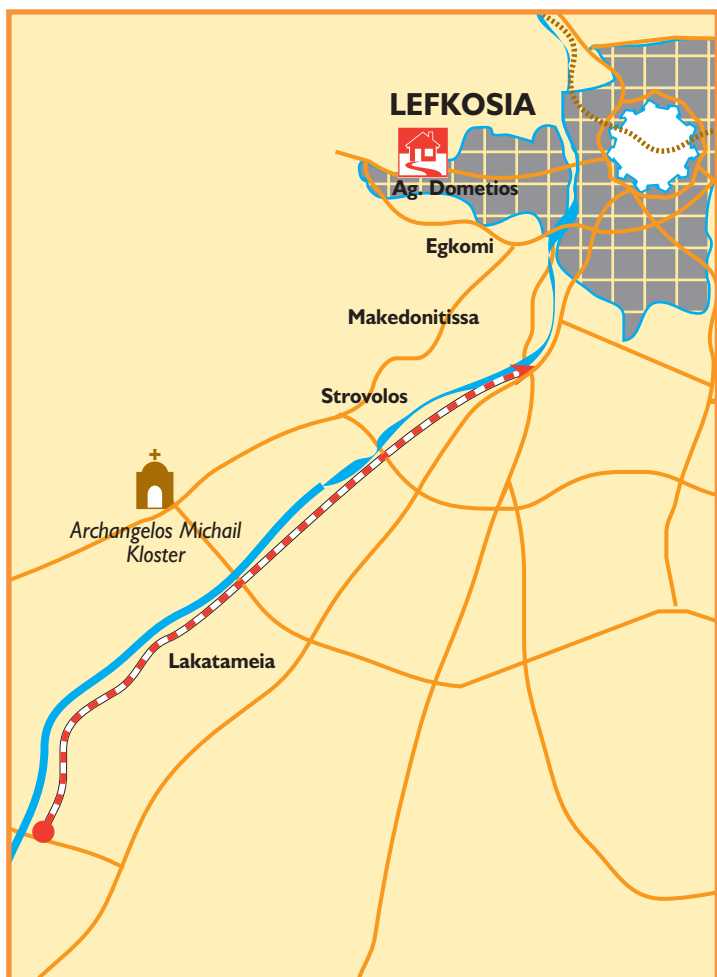 LEFKOSIA
Ag. Dometios
Egkomi
Makedonitissa
Strovolos
Archangelos Michail
Kloster
Lakatameia